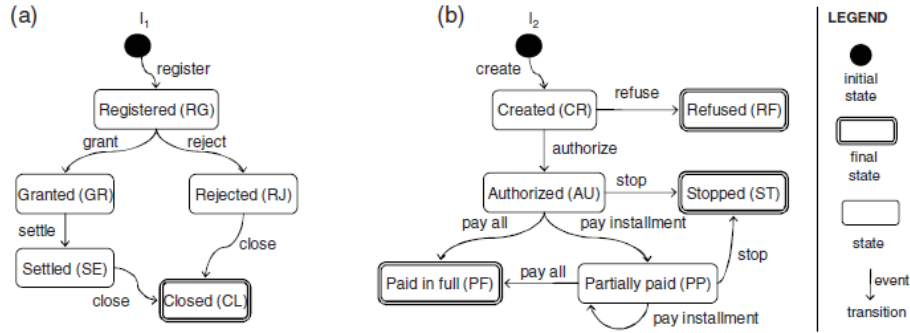 (a)
I1
register
Registered (RG)
grant
reject
Granted (GR)
Rejected (RJ)
settle
close
Settled (SE)
close
Closed (CL)
(b)
I2
create
Created (CR)
refuse
Refused (RF)
authorize
Authorized (AU)
stop
Stopped (ST)
pay all
pay installment
stop
Paid in full (PF)
pay all
Partially paid (PP)
pay installment
LEGEND
initial
state
final
state
state
event
transition